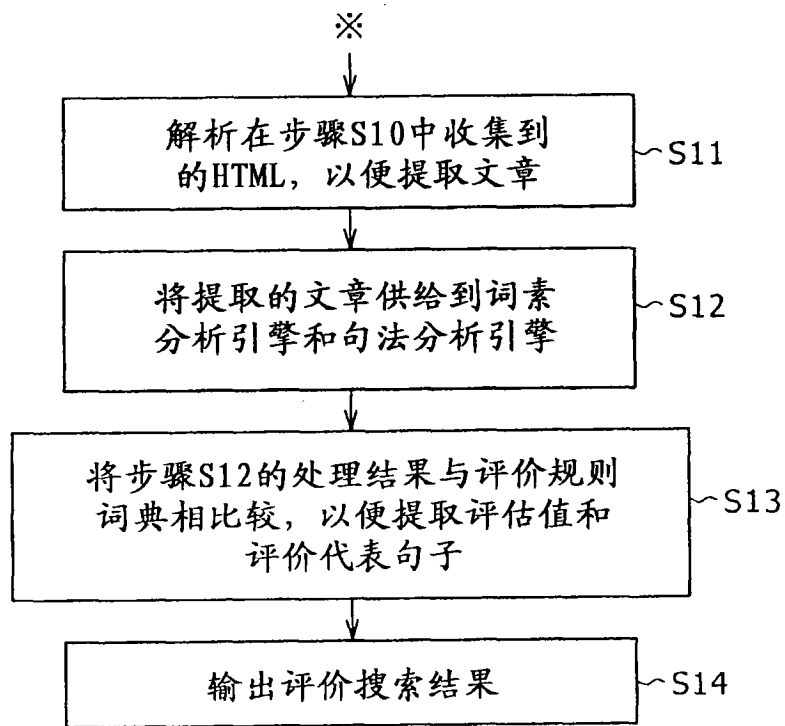 ※
解析在步骤S10中收集到
的HTML，以便提取文章
S11
将提取的文章供给到词素
分析引擎和句法分析引擎
S12
将步骤S12的处理结果与评价规则
词典相比较，以便提取评估值和
评价代表句子
S13
输出评价搜索结果
S14